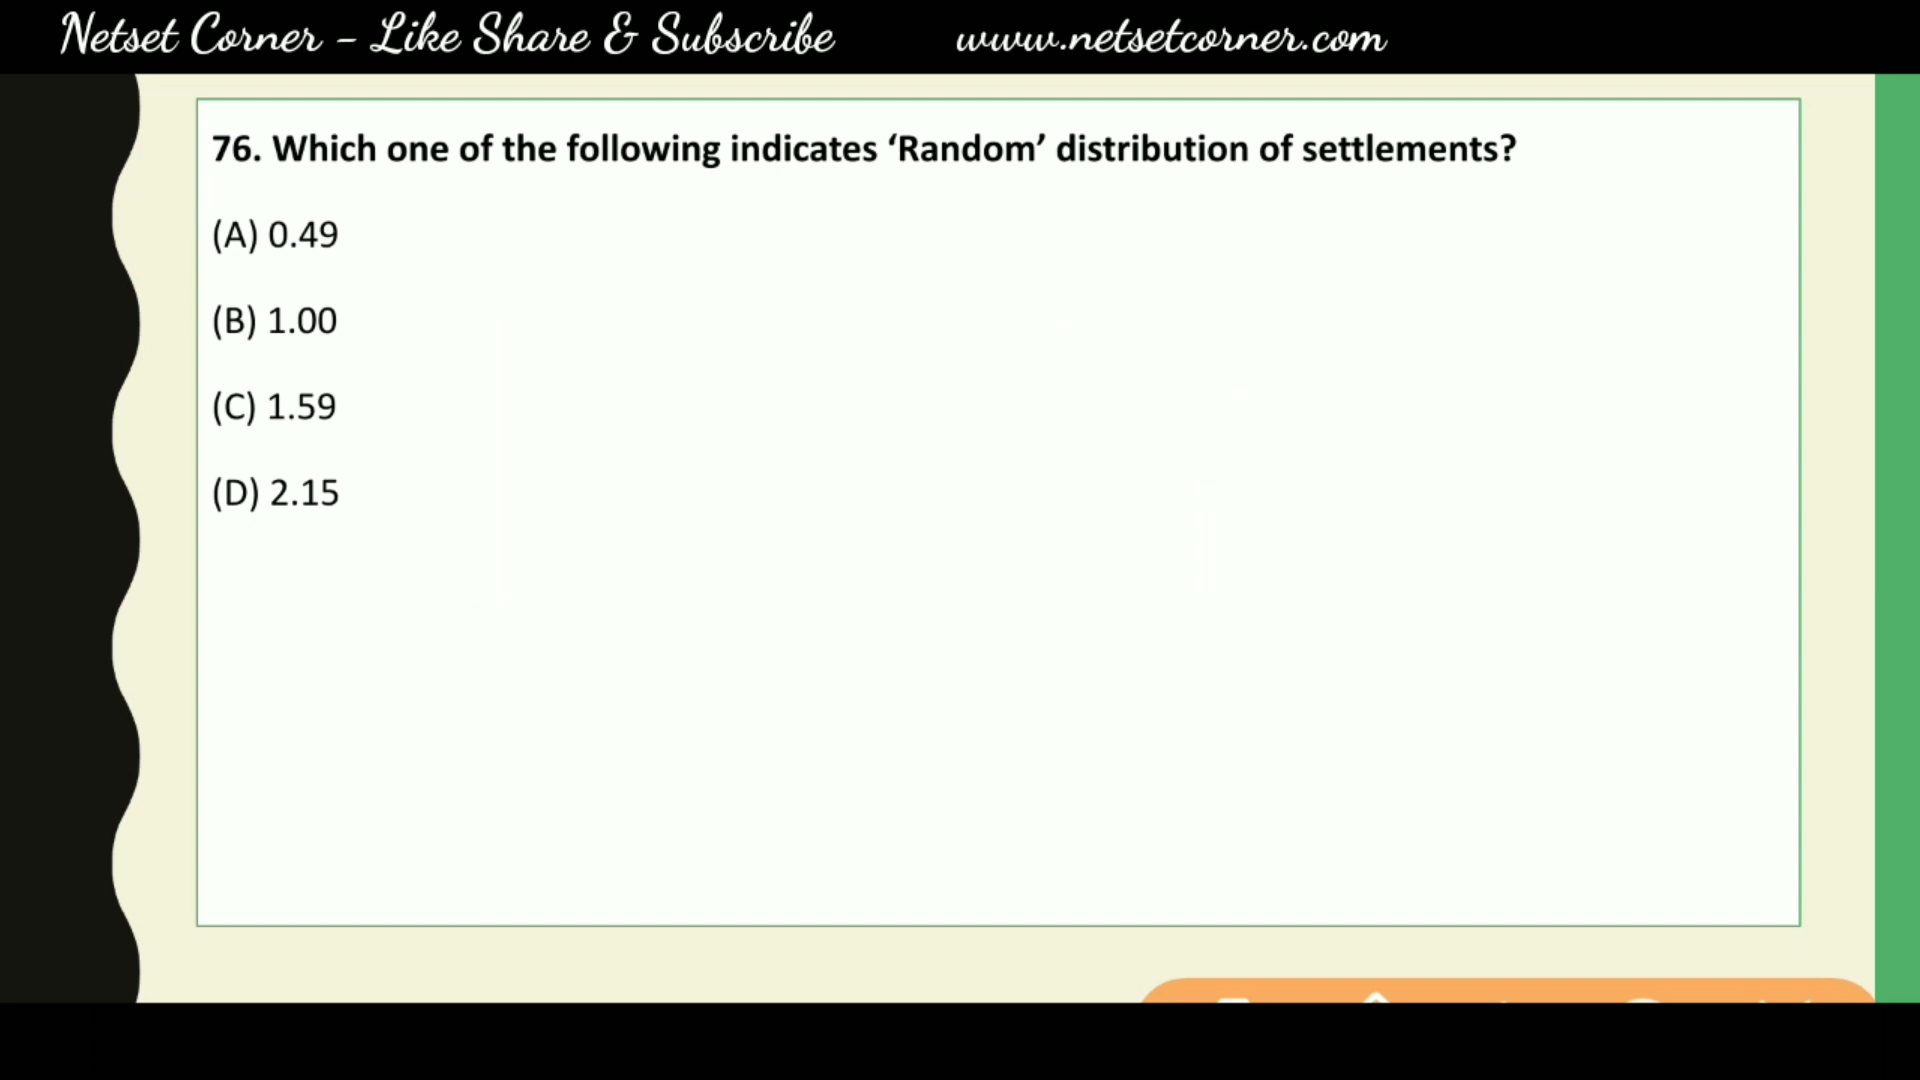 Netset Corner - Like Share & Subscribe www.netsetcorner.com
76. Which one of the following indicates ‘Random’ distribution of settlements?
(A) 0.49
(B) 1.00
(C) 1.59
(D) 2.15